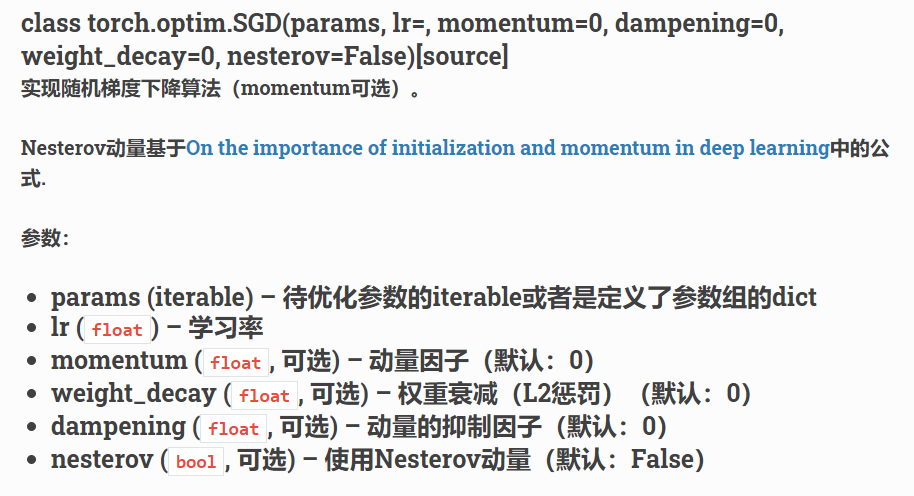 class torch.optim.SGD(params, lr=, momentum=0, dampening=0,
weight_decay=0, nesterov=False)[source]
实现随机梯度下降算法（momentum可选）。
Nesterov动量基于On the importance of initialization and momentum in deep learning中的公
式.
参数：
• params (iterable) – 待优化参数的iterable或者是定义了参数组的dict
• lr (float) – 学习率
• momentum (float, 可选) – 动量因子（默认：0）
• weight_decay (float, 可选) – 权重衰减（L2惩罚）（默认：0）
• dampening (float, 可选) – 动量的抑制因子（默认：0）
• nesterov (bool, 可选) – 使用Nesterov动量（默认：False）